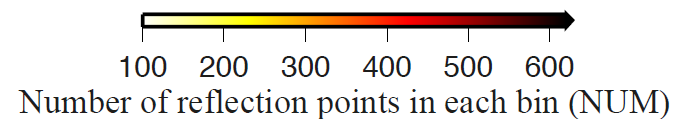 100 200 300 400 500 600
Number of reflection points in each bin (NUM)